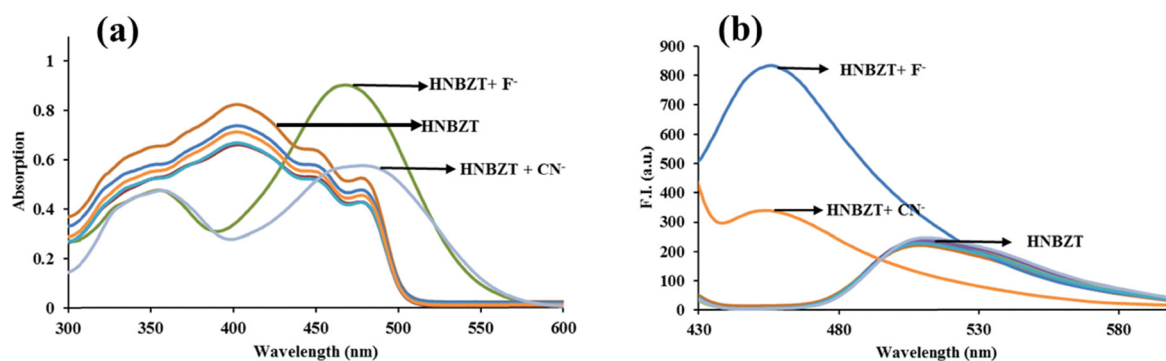 (a)
1
0.8
0.6
0.4
0.2
0
Absorption
300 350 400 450 500 550 600
Wavelength (nm)
HNBZT+ F-
HNBZT
HNBZT + CN-
(b)
900
800
700
600
500
400
300
200
100
0
F.I. (a.u.)
430 480 530 580
Wavelength (nm)
HNBZT+ F-
HNBZT+ CN-
HNBZT